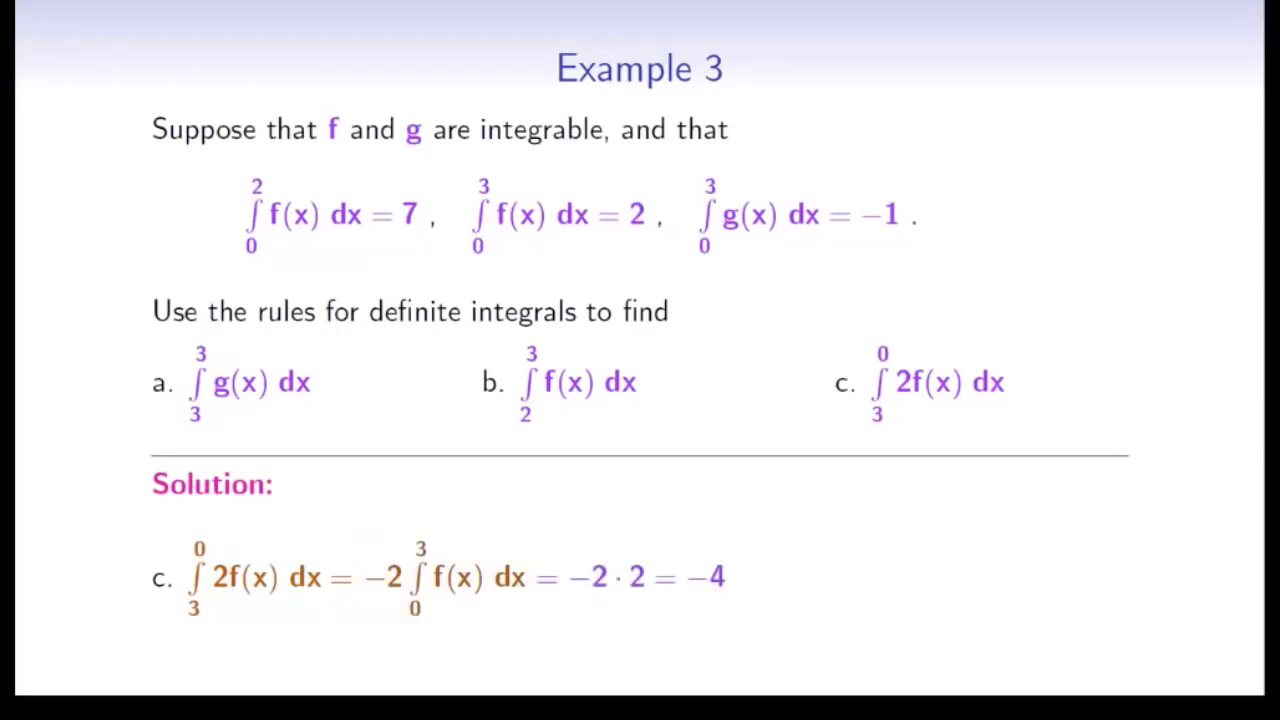 Example 3
Suppose that f and g are integrable, and that
∫₀² f(x) dx = 7 , ∫₀³ f(x) dx = 2 , ∫₀³ g(x) dx = −1 .
Use the rules for definite integrals to find
a. ∫₃³ g(x) dx b. ∫₂³ f(x) dx c. ∫₃⁰ 2f(x) dx
Solution:
c. ∫₃⁰ 2f(x) dx = −2 ∫₀³ f(x) dx = −2 · 2 = −4